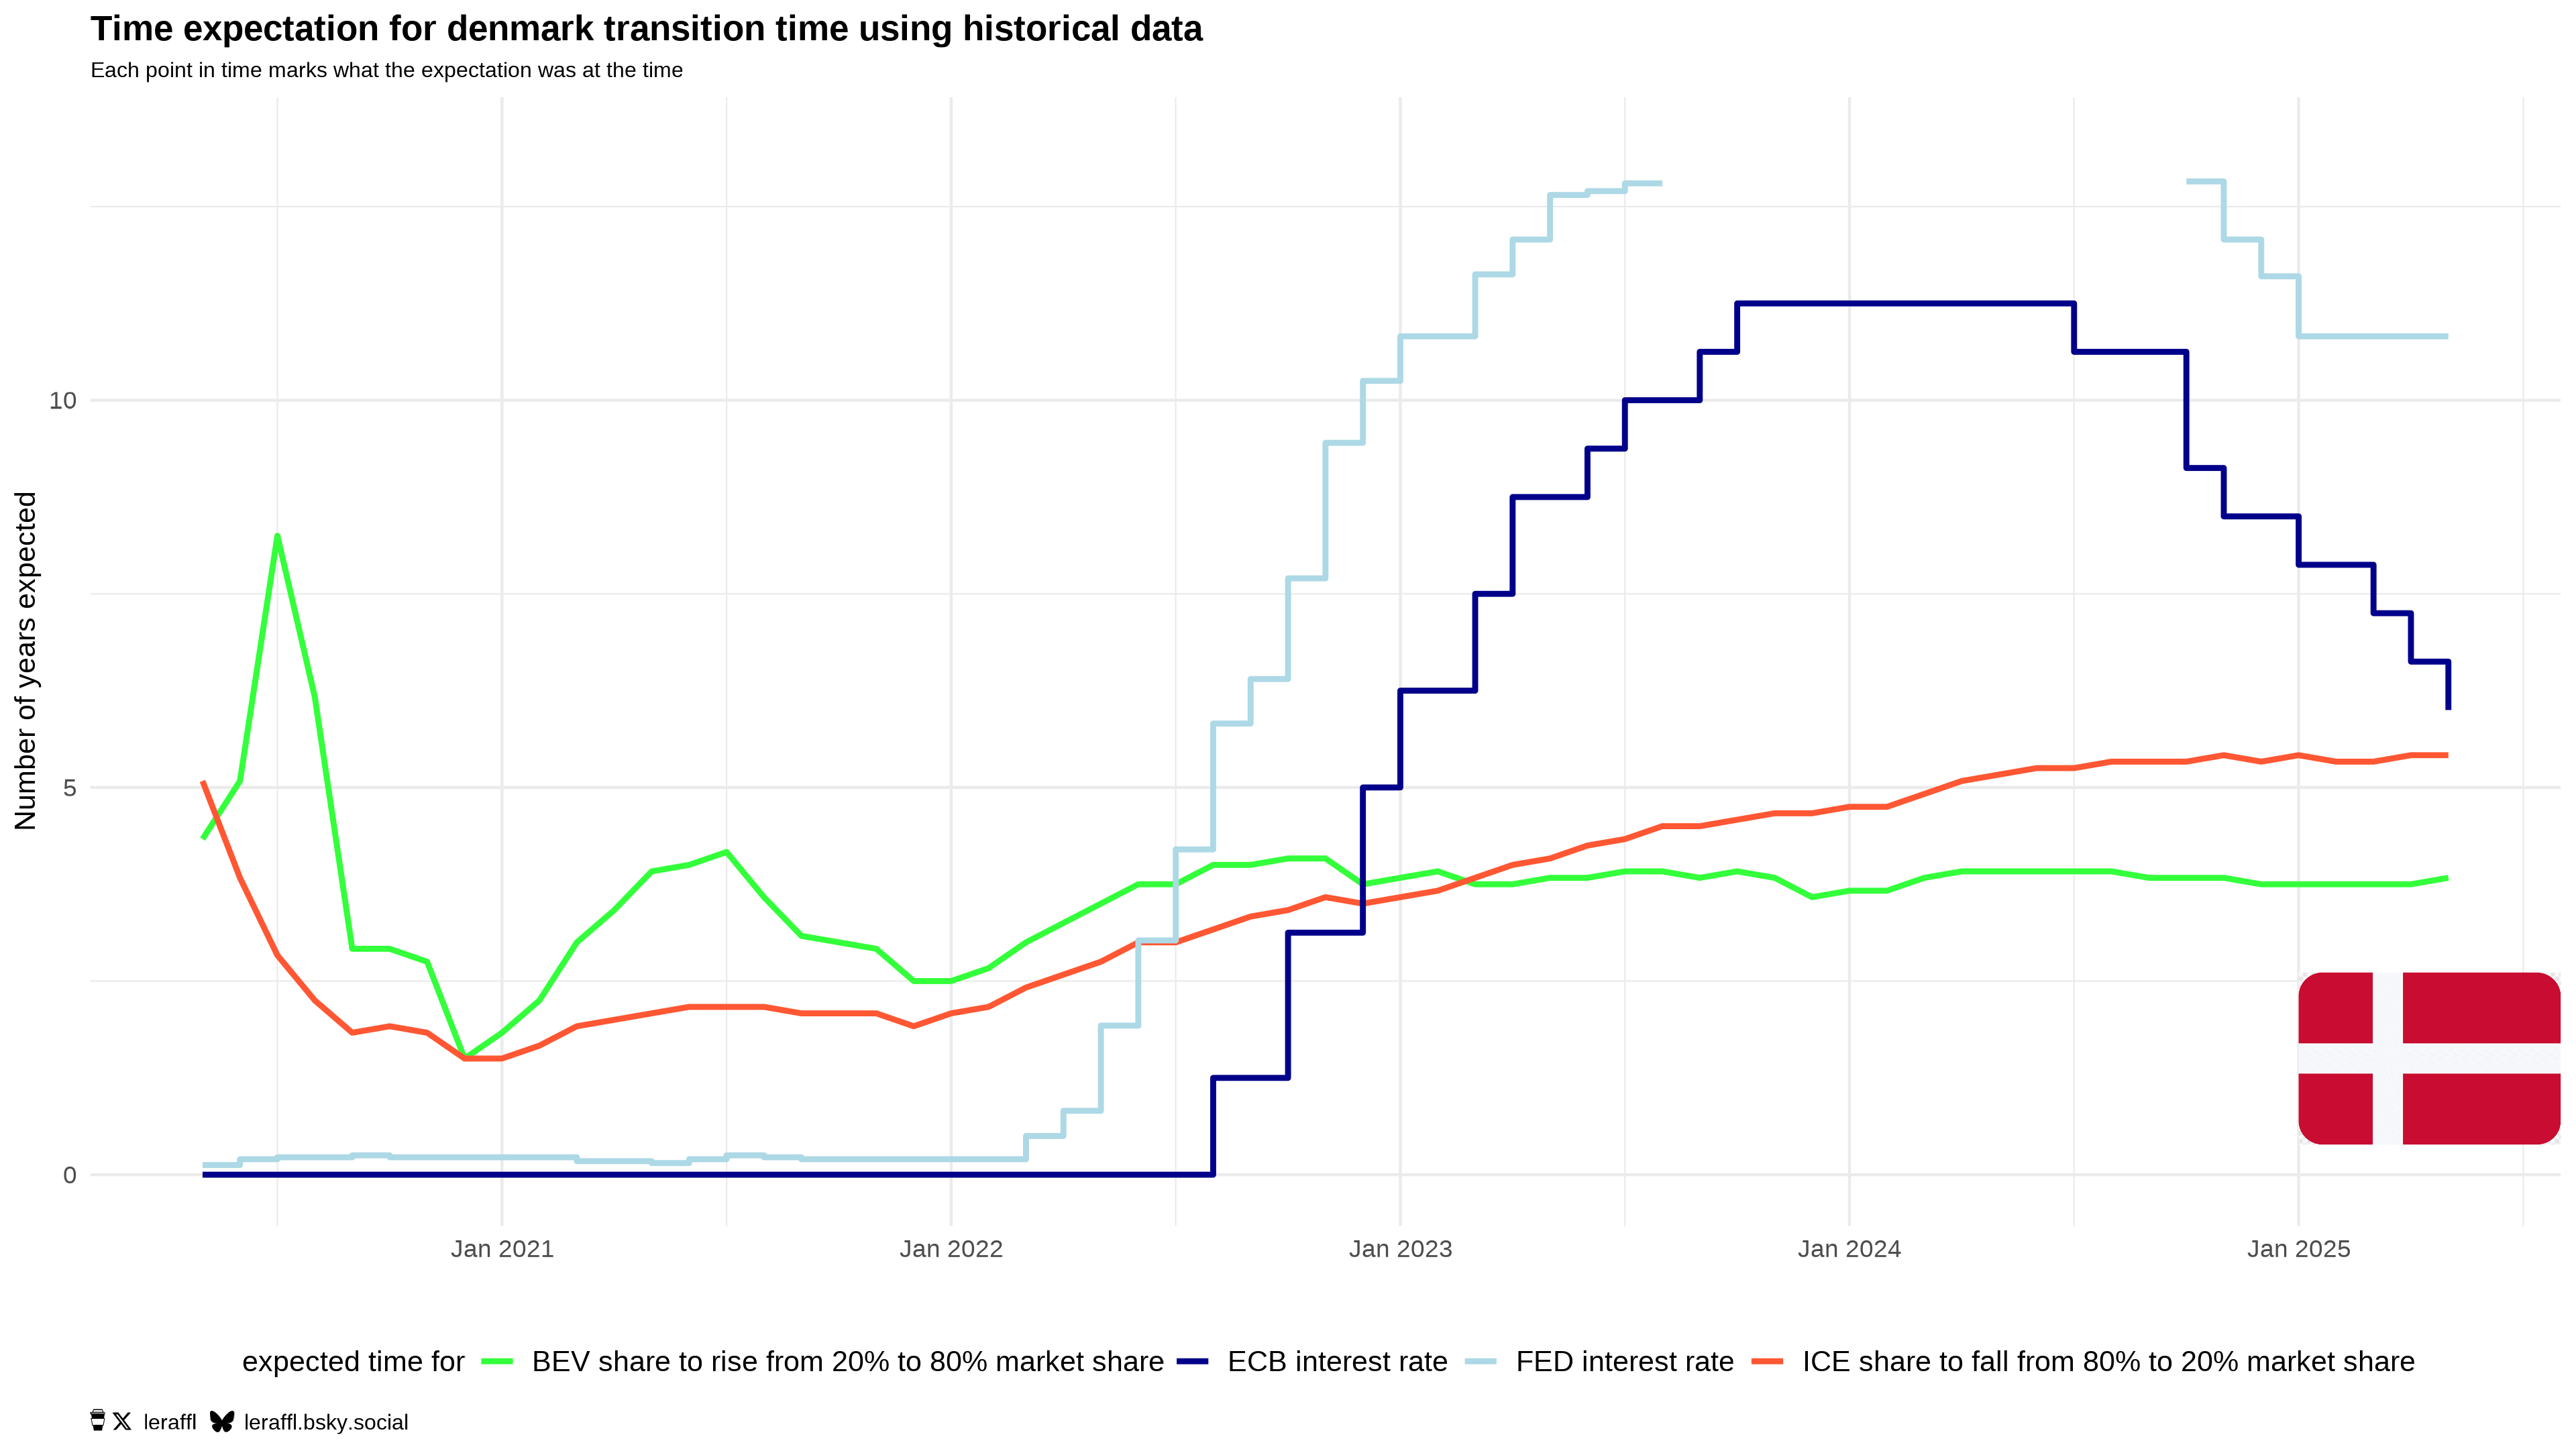 Time expectation for denmark transition time using historical data
Each point in time marks what the expectation was at the time
Number of years expected
10
5
0
Jan 2021
Jan 2022
Jan 2023
Jan 2024
Jan 2025
expected time for
BEV share to rise from 20% to 80% market share
ECB interest rate
FED interest rate
ICE share to fall from 80% to 20% market share
leraffl
leraffl.bsky.social